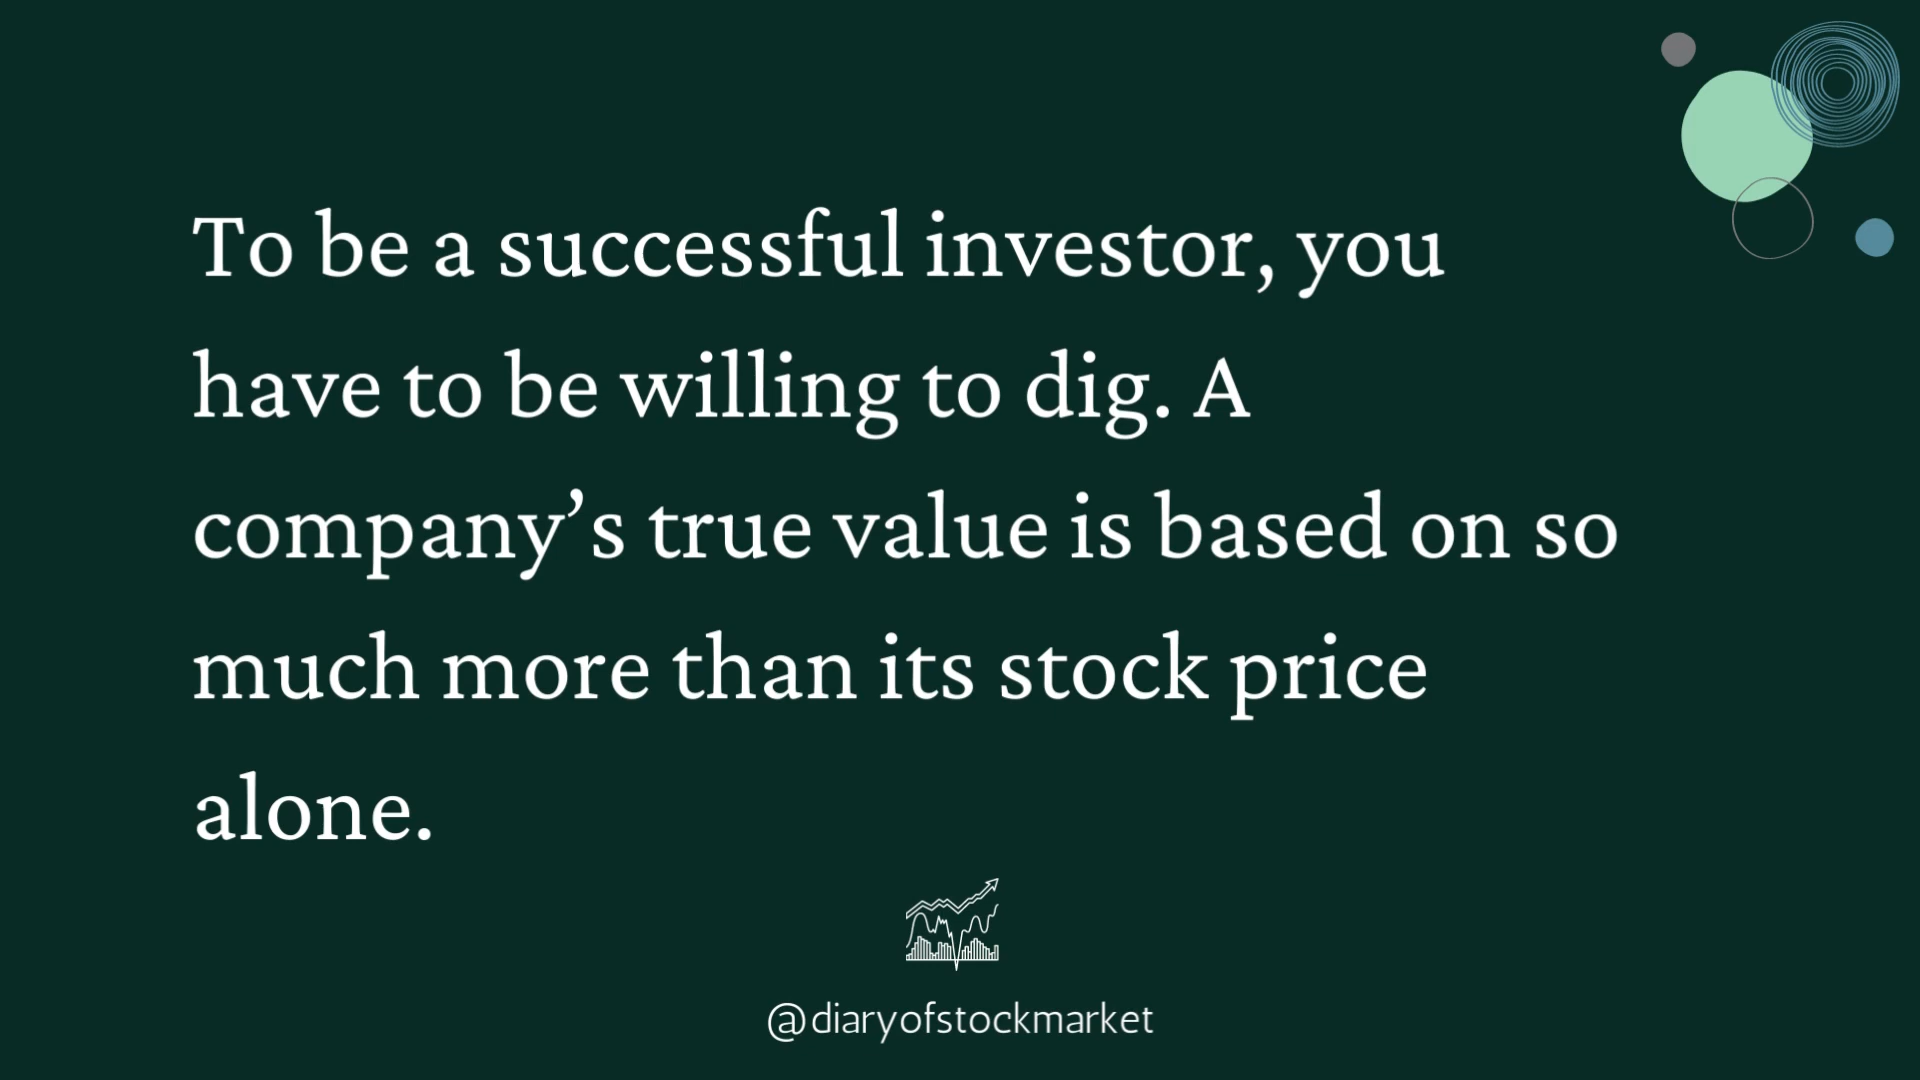 To be a successful investor, you
have to be willing to dig. A
company’s true value is based on so
much more than its stock price
alone.
@diaryofstockmarket